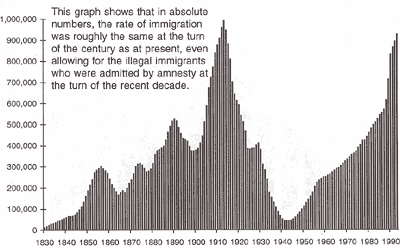 This graph shows that in absolute
numbers, the rate of immigration
was roughly the same at the turn
of the century as at present, even
allowing for the illegal immigrants
who were admitted by amnesty at
the turn of the recent decade.
1,000,000
900,000
800,000
700,000
600,000
500,000
400,000
300,000
200,000
100,000
0
1830 1840 1850 1860 1870 1880 1890 1900 1910 1920 1930 1940 1950 1960 1970 1980 1990